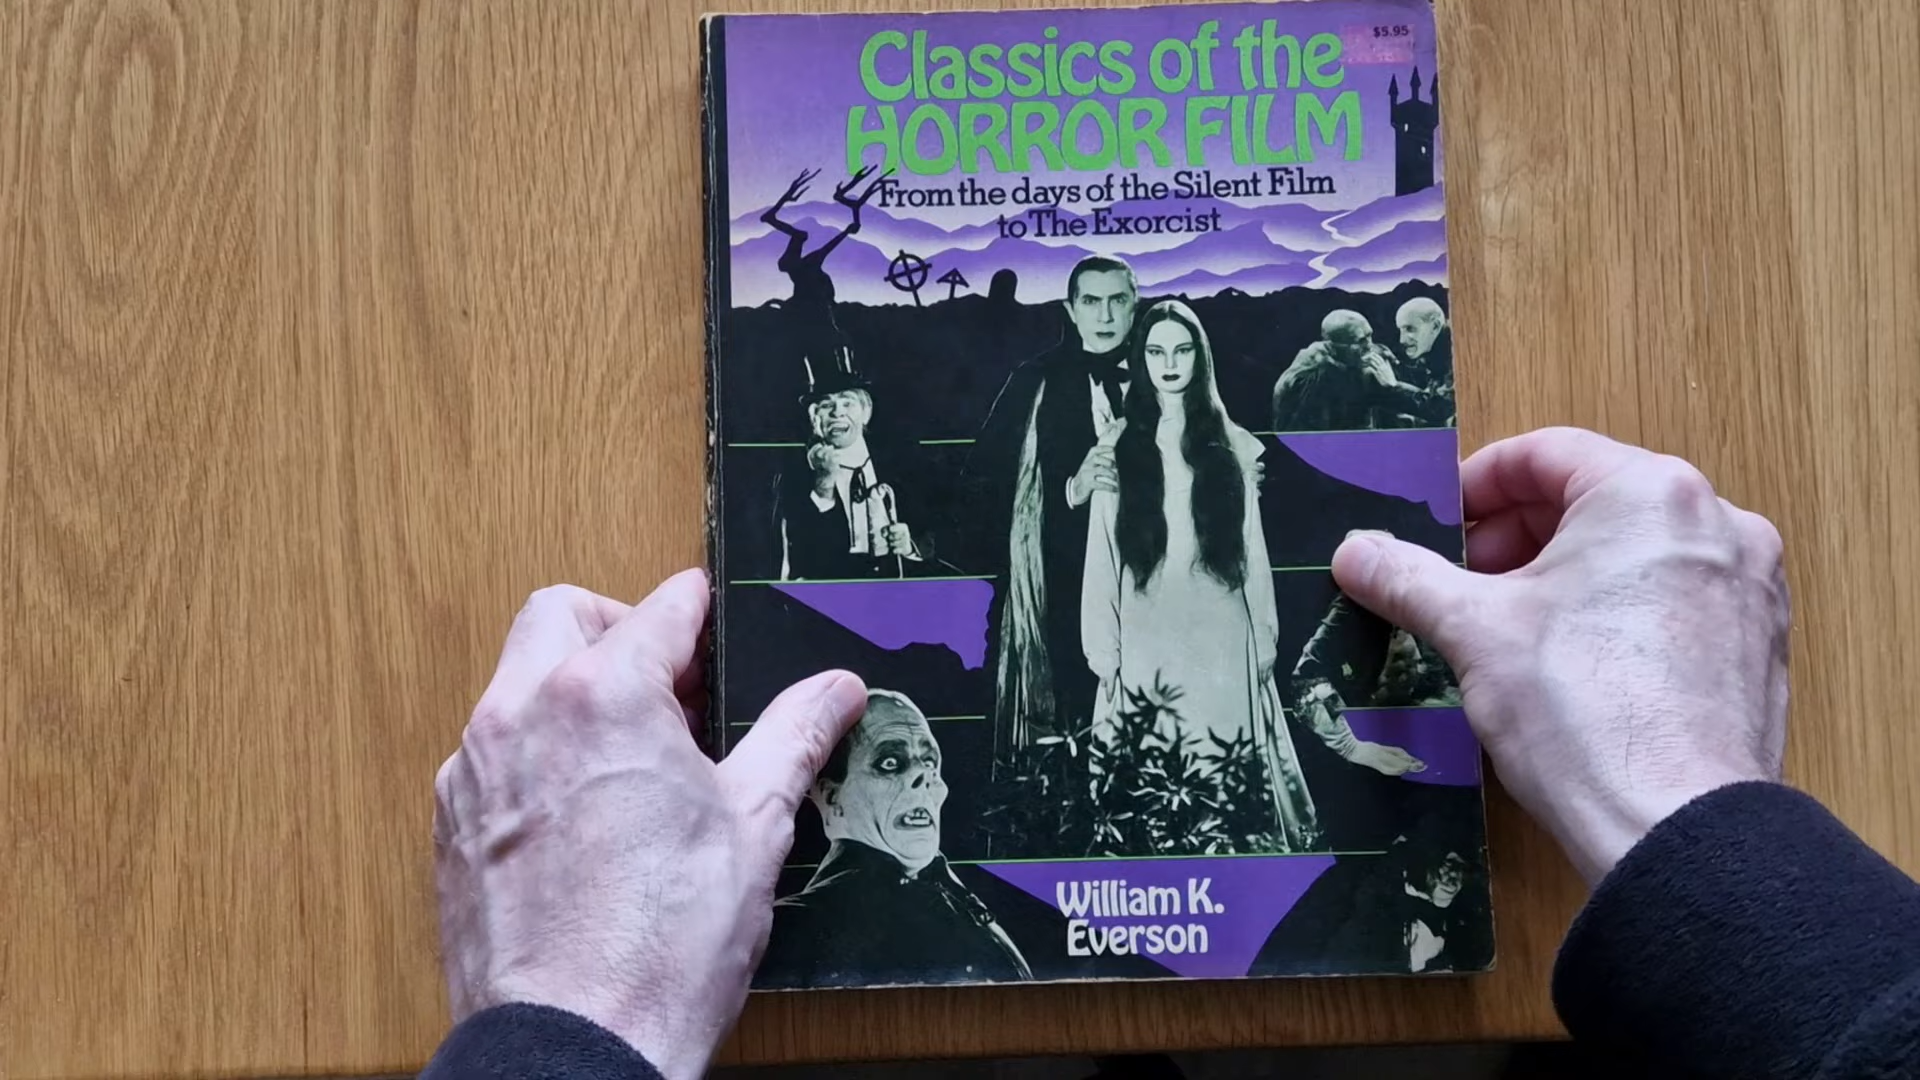 $5.95
Classics of the
HORROR FILM
From the days of the Silent Film
to The Exorcist
William K.
Everson